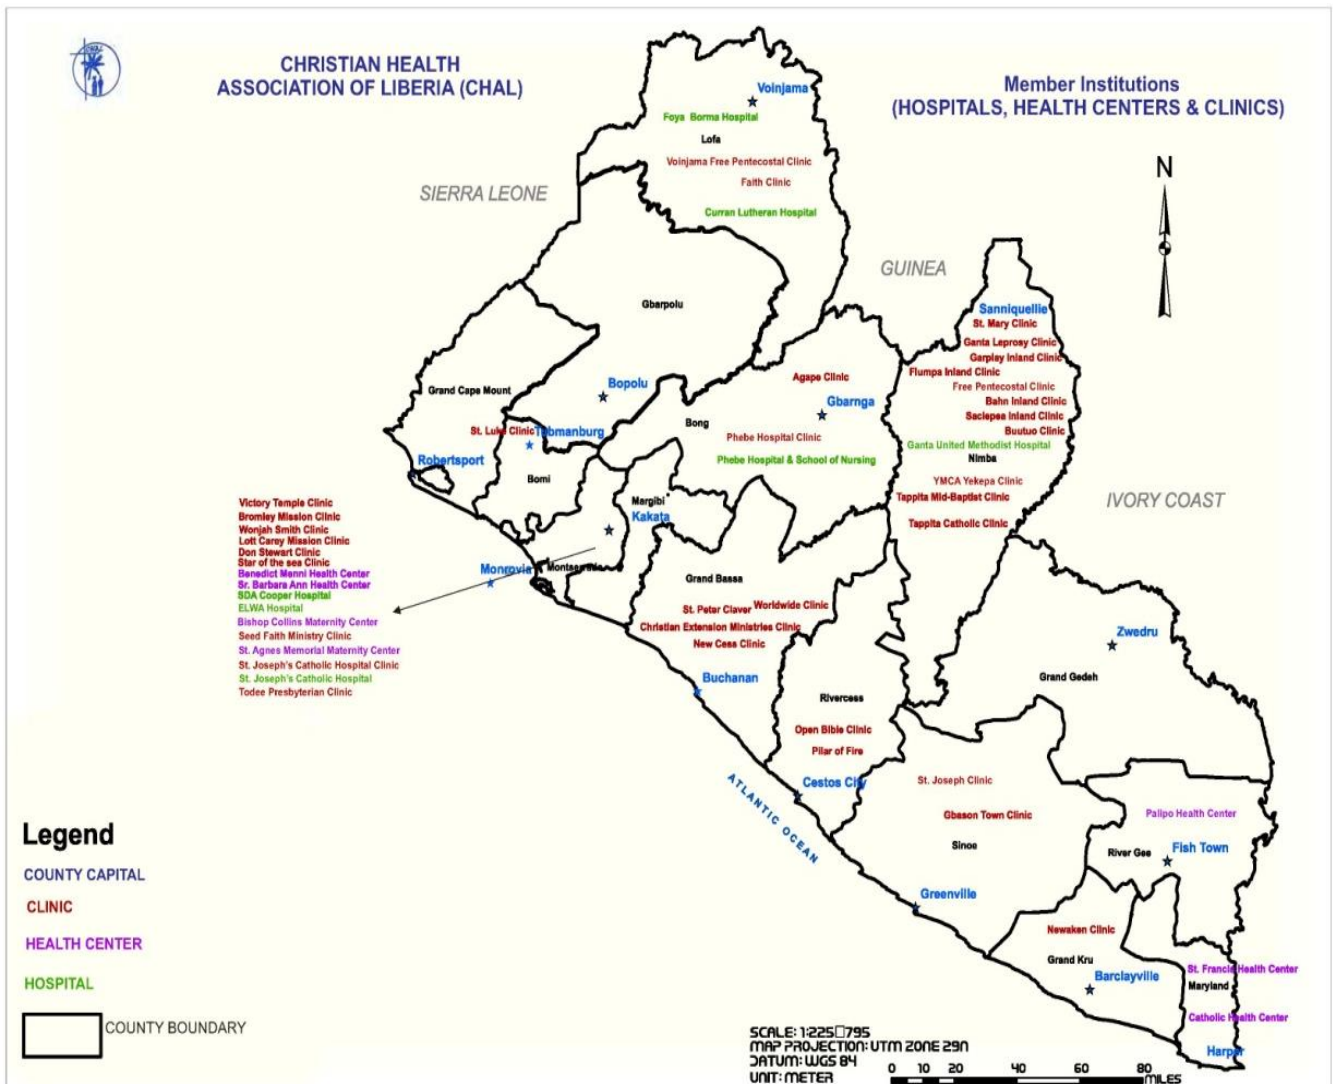 CHAL
CHRISTIAN HEALTH
ASSOCIATION OF LIBERIA (CHAL)
Member Institutions
(HOSPITALS, HEALTH CENTERS & CLINICS)
N
SIERRA LEONE
GUINEA
IVORY COAST
ATLANTIC OCEAN
Voinjama
Foya Borma Hospital
Lofa
Voinjama Free Pentecostal Clinic
Faith Clinic
Curran Lutheran Hospital
Gbarpolu
Bopolu
Grand Cape Mount
Robertsport
St. Luke Clinic
Tubmanburg
Bomi
Agape Clinic
Gbarnga
Bong
Phebe Hospital Clinic
Phebe Hospital & School of Nursing
Sanniquellie
St. Mary Clinic
Ganta Leprosy Clinic
Garplay Inland Clinic
Flumpa Inland Clinic
Free Pentecostal Clinic
Bahn Inland Clinic
Saclepea Inland Clinic
Buutuo Clinic
Ganta United Methodist Hospital
Nimba
YMCA Yekepa Clinic
Tappita Mid-Baptist Clinic
Tappita Catholic Clinic
Margibi
Kakata
Monrovia
Victory Temple Clinic
Bromley Mission Clinic
Wonjah Smith Clinic
Lott Carey Mission Clinic
Don Stewart Clinic
Star of the sea Clinic
Benedict Menni Health Center
Sr. Barbara Ann Health Center
SDA Cooper Hospital
ELWA Hospital
Bishop Collins Maternity Center
Seed Faith Ministry Clinic
St. Agnes Memorial Maternity Center
St. Joseph's Catholic Hospital Clinic
St. Joseph's Catholic Hospital
Todee Presbyterian Clinic
Grand Bassa
St. Peter Claver
Worldwide Clinic
Christian Extension Ministries Clinic
New Cess Clinic
Buchanan
Rivercess
Open Bible Clinic
Pilar of Fire
Cestos City
Zwedru
Grand Gedeh
St. Joseph Clinic
Gbason Town Clinic
Sinoe
Greenville
Palipo Health Center
River Gee
Fish Town
Newaken Clinic
Grand Kru
Barclayville
St. Francis Health Center
Maryland
Catholic Health Center
Harper
Legend
COUNTY CAPITAL
CLINIC
HEALTH CENTER
HOSPITAL
COUNTY BOUNDARY
SCALE: 1:225□795
MAP PROJECTION: UTM ZONE 29N
DATUM: WGS 84
UNIT: METER
0 10 20 40 60 80
MILES